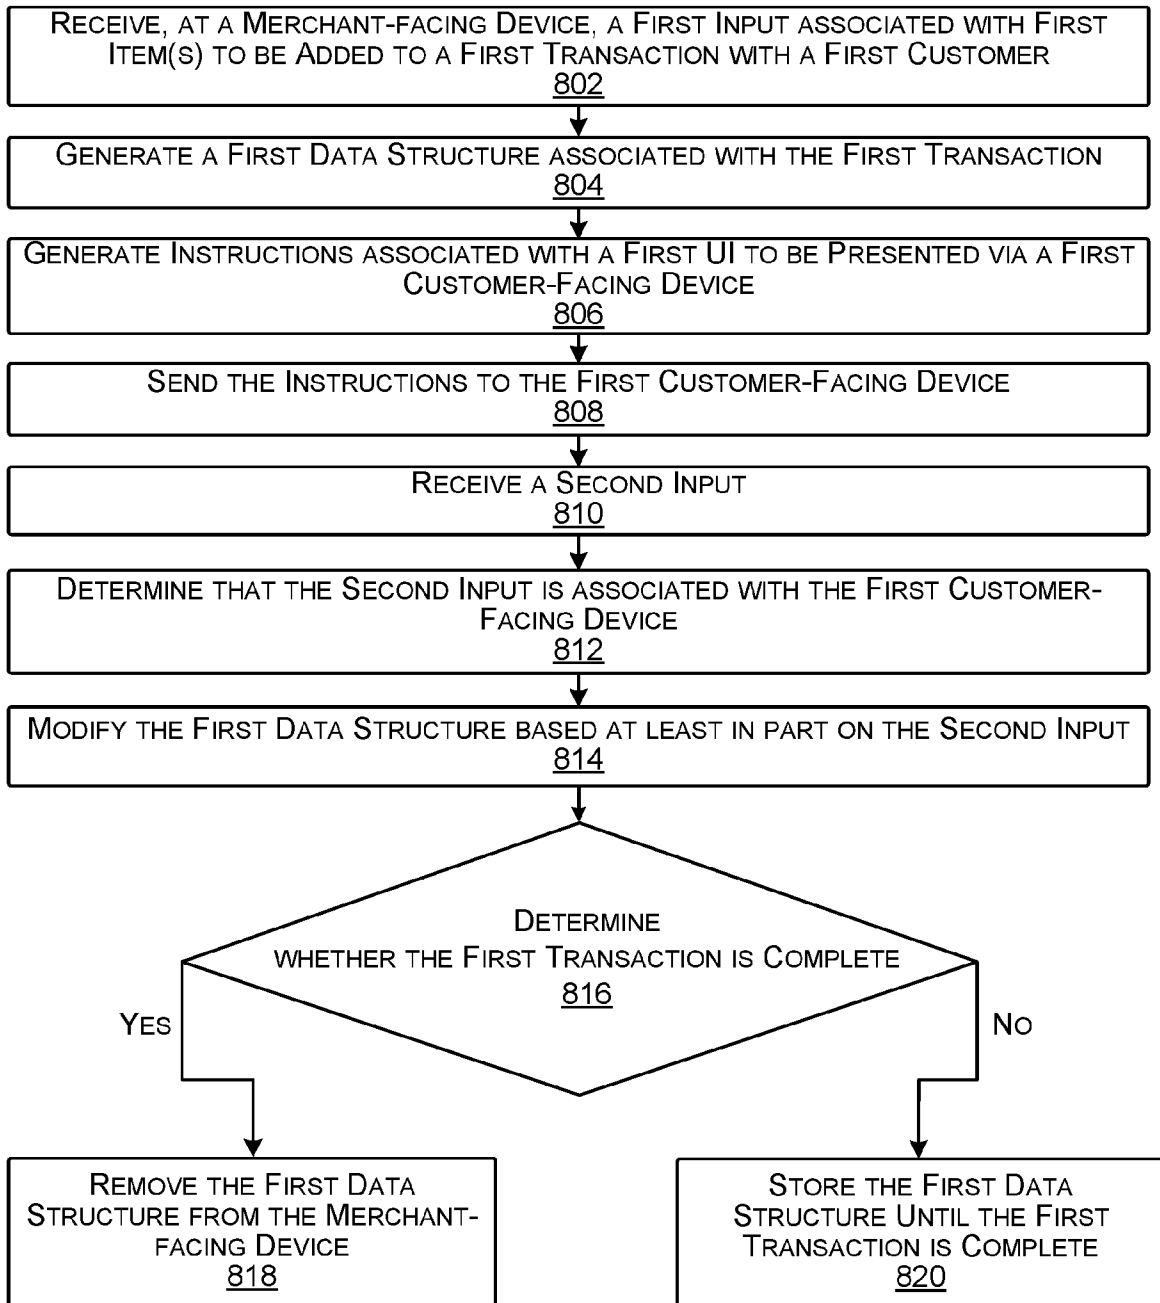 RECEIVE, AT A MERCHANT-FACING DEVICE, A FIRST INPUT ASSOCIATED WITH FIRST
ITEM(S) TO BE ADDED TO A FIRST TRANSACTION WITH A FIRST CUSTOMER
802
GENERATE A FIRST DATA STRUCTURE ASSOCIATED WITH THE FIRST TRANSACTION
804
GENERATE INSTRUCTIONS ASSOCIATED WITH A FIRST UI TO BE PRESENTED VIA A FIRST
CUSTOMER-FACING DEVICE
806
SEND THE INSTRUCTIONS TO THE FIRST CUSTOMER-FACING DEVICE
808
RECEIVE A SECOND INPUT
810
DETERMINE THAT THE SECOND INPUT IS ASSOCIATED WITH THE FIRST CUSTOMER-
FACING DEVICE
812
MODIFY THE FIRST DATA STRUCTURE BASED AT LEAST IN PART ON THE SECOND INPUT
814
DETERMINE
WHETHER THE FIRST TRANSACTION IS COMPLETE
816
YES
NO
REMOVE THE FIRST DATA
STRUCTURE FROM THE MERCHANT-
FACING DEVICE
818
STORE THE FIRST DATA
STRUCTURE UNTIL THE FIRST
TRANSACTION IS COMPLETE
820